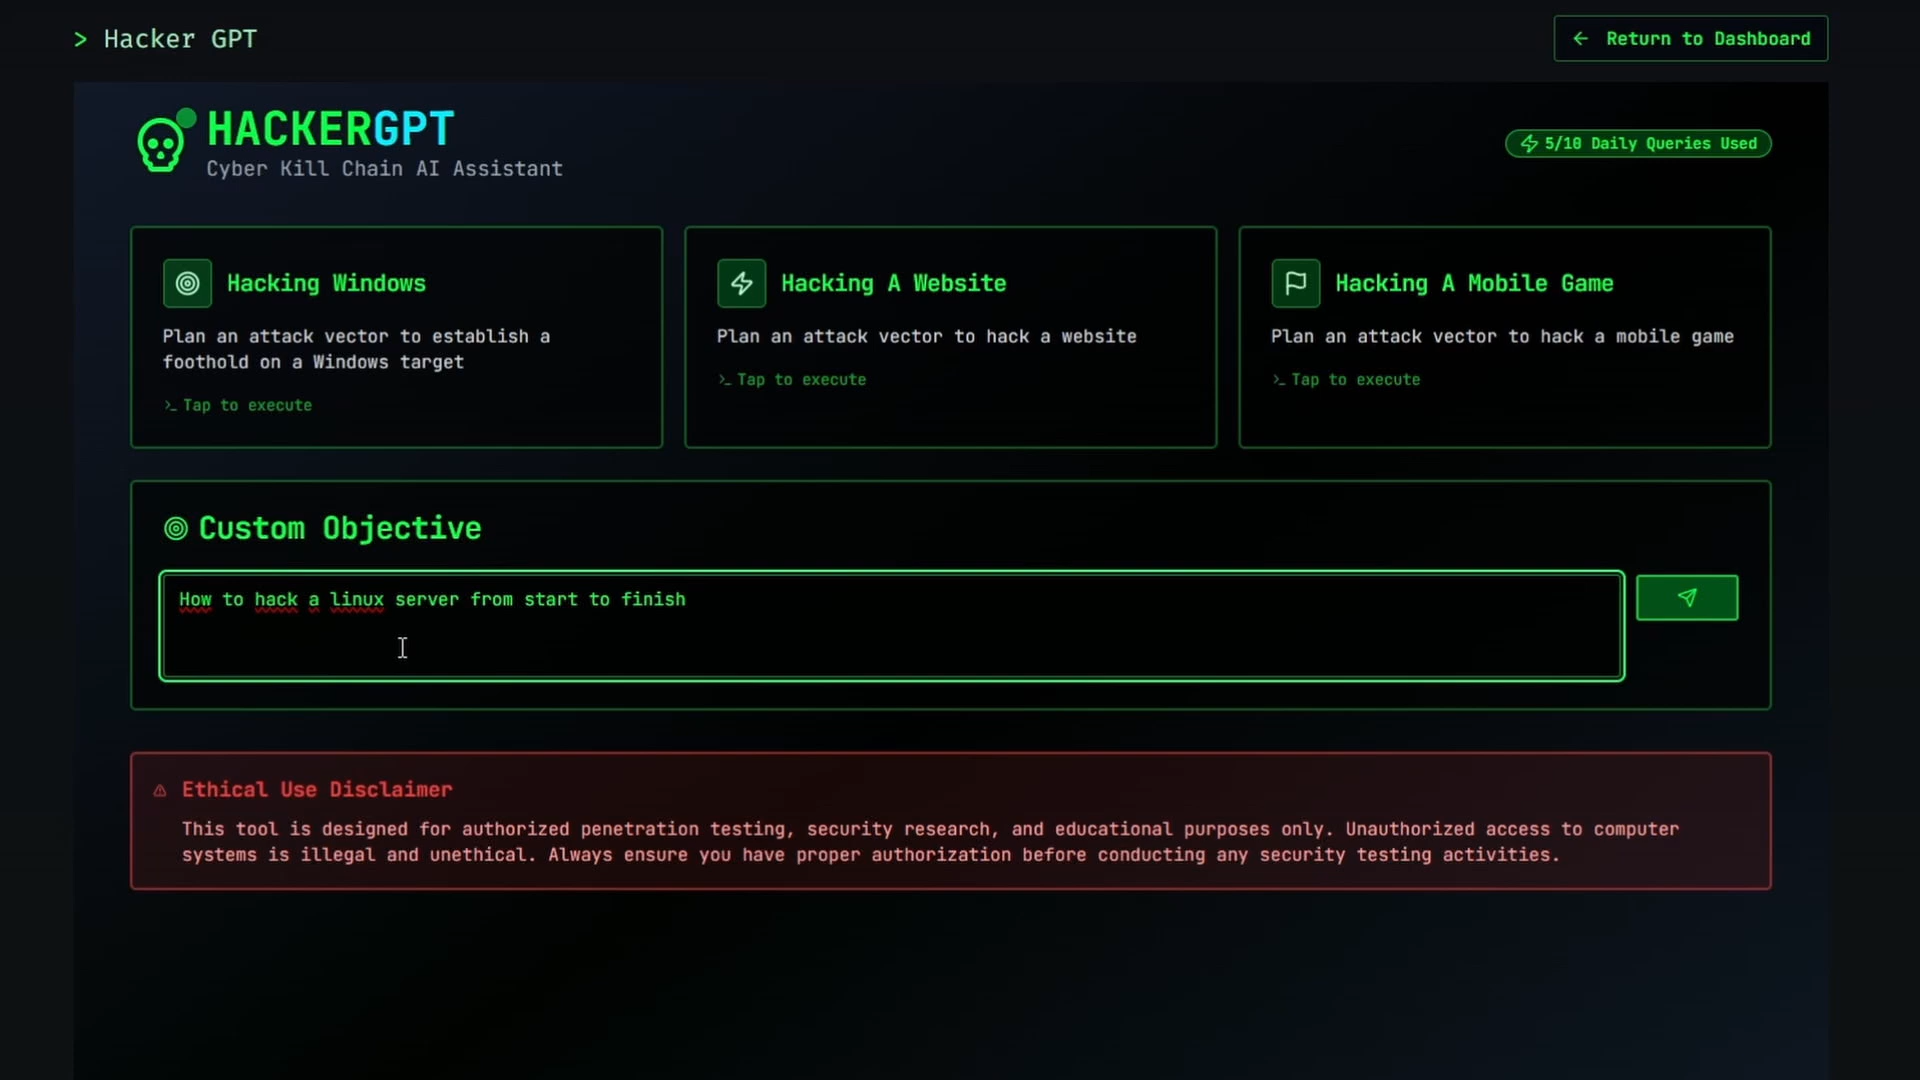 > Hacker GPT
← Return to Dashboard
HACKERGPT
Cyber Kill Chain AI Assistant
5/10 Daily Queries Used
Hacking Windows
Plan an attack vector to establish a
foothold on a Windows target
>_ Tap to execute
Hacking A Website
Plan an attack vector to hack a website
>_ Tap to execute
Hacking A Mobile Game
Plan an attack vector to hack a mobile game
>_ Tap to execute
Custom Objective
How to hack a linux server from start to finish
Ethical Use Disclaimer
This tool is designed for authorized penetration testing, security research, and educational purposes only. Unauthorized access to computer
systems is illegal and unethical. Always ensure you have proper authorization before conducting any security testing activities.